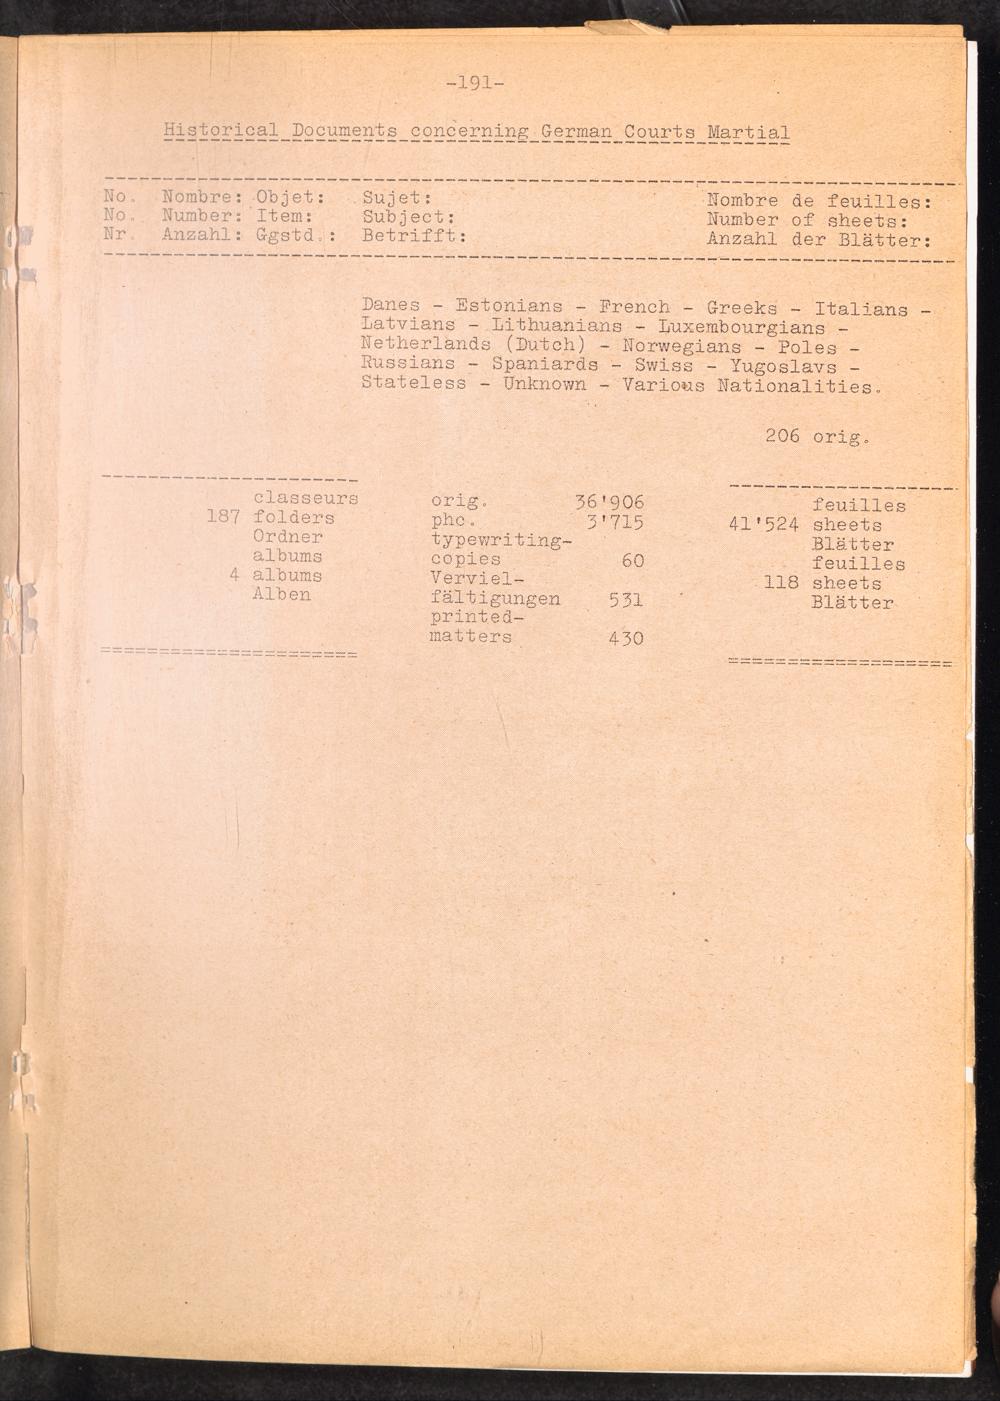 -191-
Historical Documents concerning German Courts Martial
No. Nombre: Objet: Sujet: Nombre de feuilles:
No. Number: Item: Subject: Number of sheets:
Nr. Anzahl: Ggstd.: Betrifft: Anzahl der Blätter:
Danes - Estonians - French - Greeks - Italians -
Latvians - Lithuanians - Luxembourgians -
Netherlands (Dutch) - Norwegians - Poles -
Russians - Spaniards - Swiss - Yugoslavs -
Stateless - Unknown - Various Nationalities.
206 orig.
classeurs orig. 36'906 feuilles
187 folders pho. 3'715 41'524 sheets
Ordner typewriting- Blätter
albums copies 60 feuilles
4 albums Verviel- 118 sheets
Alben fältigungen 531 Blätter
printed-
matters 430